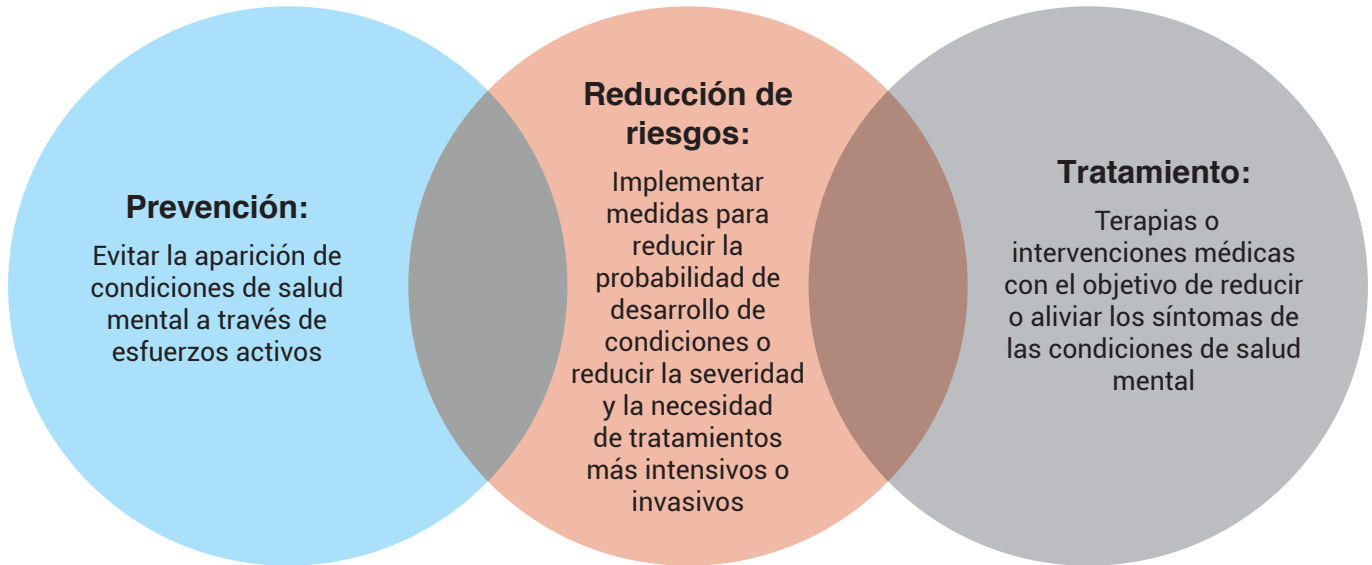 Prevención:
Evitar la aparición de
condiciones de salud
mental a través de
esfuerzos activos
Reducción de
riesgos:
Implementar
medidas para
reducir la
probabilidad de
desarrollo de
condiciones o
reducir la severidad
y la necesidad
de tratamientos
más intensivos o
invasivos
Tratamiento:
Terapias o
intervenciones médicas
con el objetivo de reducir
o aliviar los síntomas de
las condiciones de salud
mental